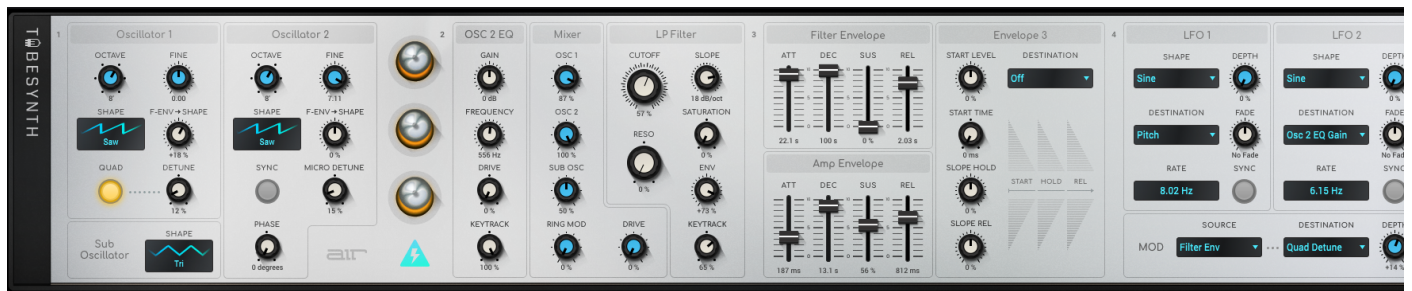 TUBESYNTH
1
Oscillator 1
OCTAVE
FINE
8'
0.00
SHAPE
F-ENV→SHAPE
Saw
+18 %
QUAD
DETUNE
12 %
Sub
Oscillator
SHAPE
Tri
Oscillator 2
OCTAVE
FINE
8'
7.11
SHAPE
F-ENV→SHAPE
Saw
0 %
SYNC
MICRO DETUNE
15 %
PHASE
0 degrees
air
2
OSC 2 EQ
GAIN
0 dB
FREQUENCY
556 Hz
DRIVE
0 %
KEYTRACK
100 %
Mixer
OSC 1
87 %
OSC 2
100 %
SUB OSC
50 %
RING MOD
0 %
LP Filter
CUTOFF
SLOPE
57 %
18 dB/oct
RESO
SATURATION
0 %
0 %
ENV
+73 %
DRIVE
KEYTRACK
0 %
65 %
3
Filter Envelope
ATT DEC SUS REL
22.1 s 100 s 0 % 2.03 s
Amp Envelope
ATT DEC SUS REL
187 ms 13.1 s 56 % 812 ms
Envelope 3
START LEVEL
DESTINATION
Off
0 %
START TIME
0 ms
SLOPE HOLD
START HOLD REL
0 %
SLOPE REL
0 %
4
LFO 1
SHAPE
DEPTH
Sine
0 %
DESTINATION
FADE
Pitch
No Fade
RATE
SYNC
8.02 Hz
LFO 2
SHAPE
DEPTH
Sine
0 %
DESTINATION
FADE
Osc 2 EQ Gain
No Fade
RATE
SYNC
6.15 Hz
SOURCE
DESTINATION
DEPTH
MOD
Filter Env
Quad Detune
+14 %